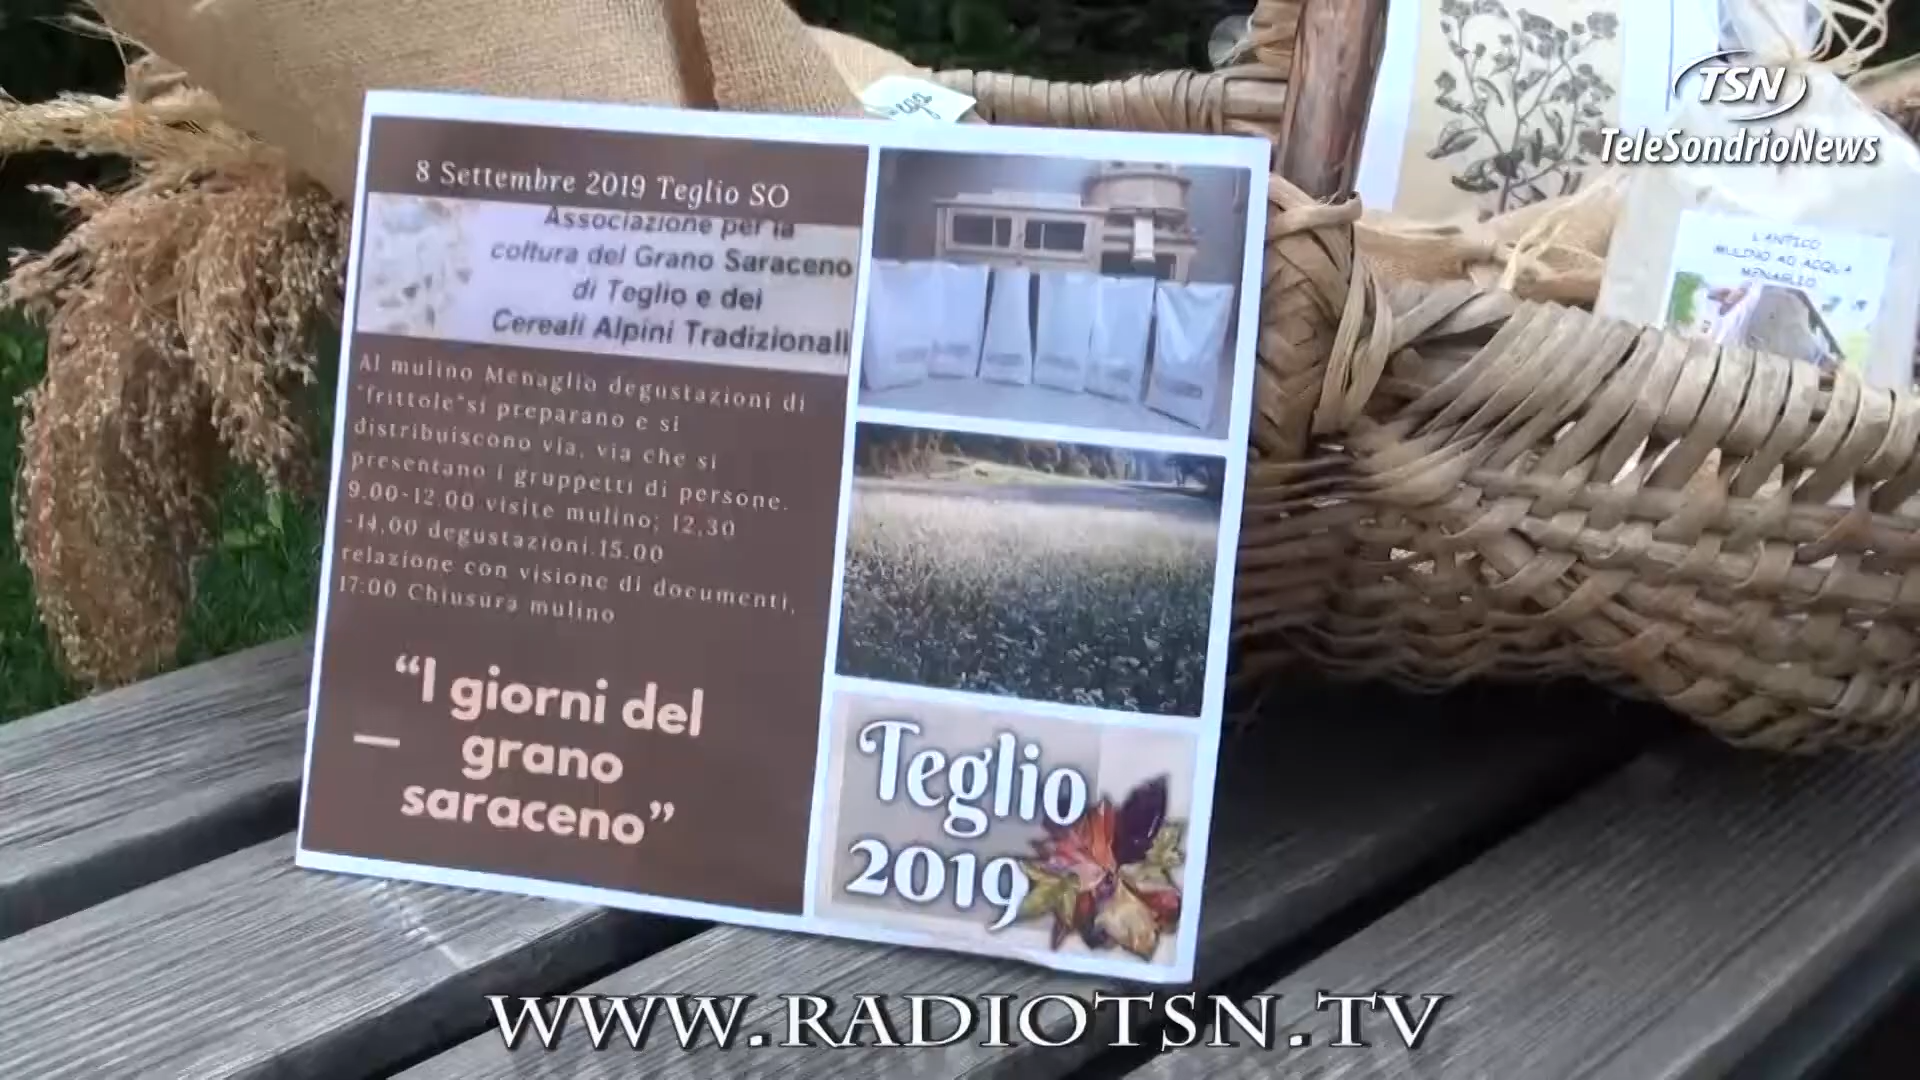 TSN
TeleSondrioNews
8 Settembre 2019 Teglio SO
Associazione per la
coltura del Grano Saraceno
di Teglio e dei
Cereali Alpini Tradizionali
Al mulino Menaglio degustazioni di
"frittole"si preparano e si
distribuiscono via, via che si
presentano i gruppetti di persone.
9.00-12.00 visite mulino; 12,30
-14,00 degustazioni.15.00
relazione con visione di documenti,
17:00 Chiusura mulino
“I giorni del
— grano
saraceno”
Teglio
2019
L'ANTICO
MULINO AD ACQUA
MENAGLIO
WWW.RADIOTSN.TV